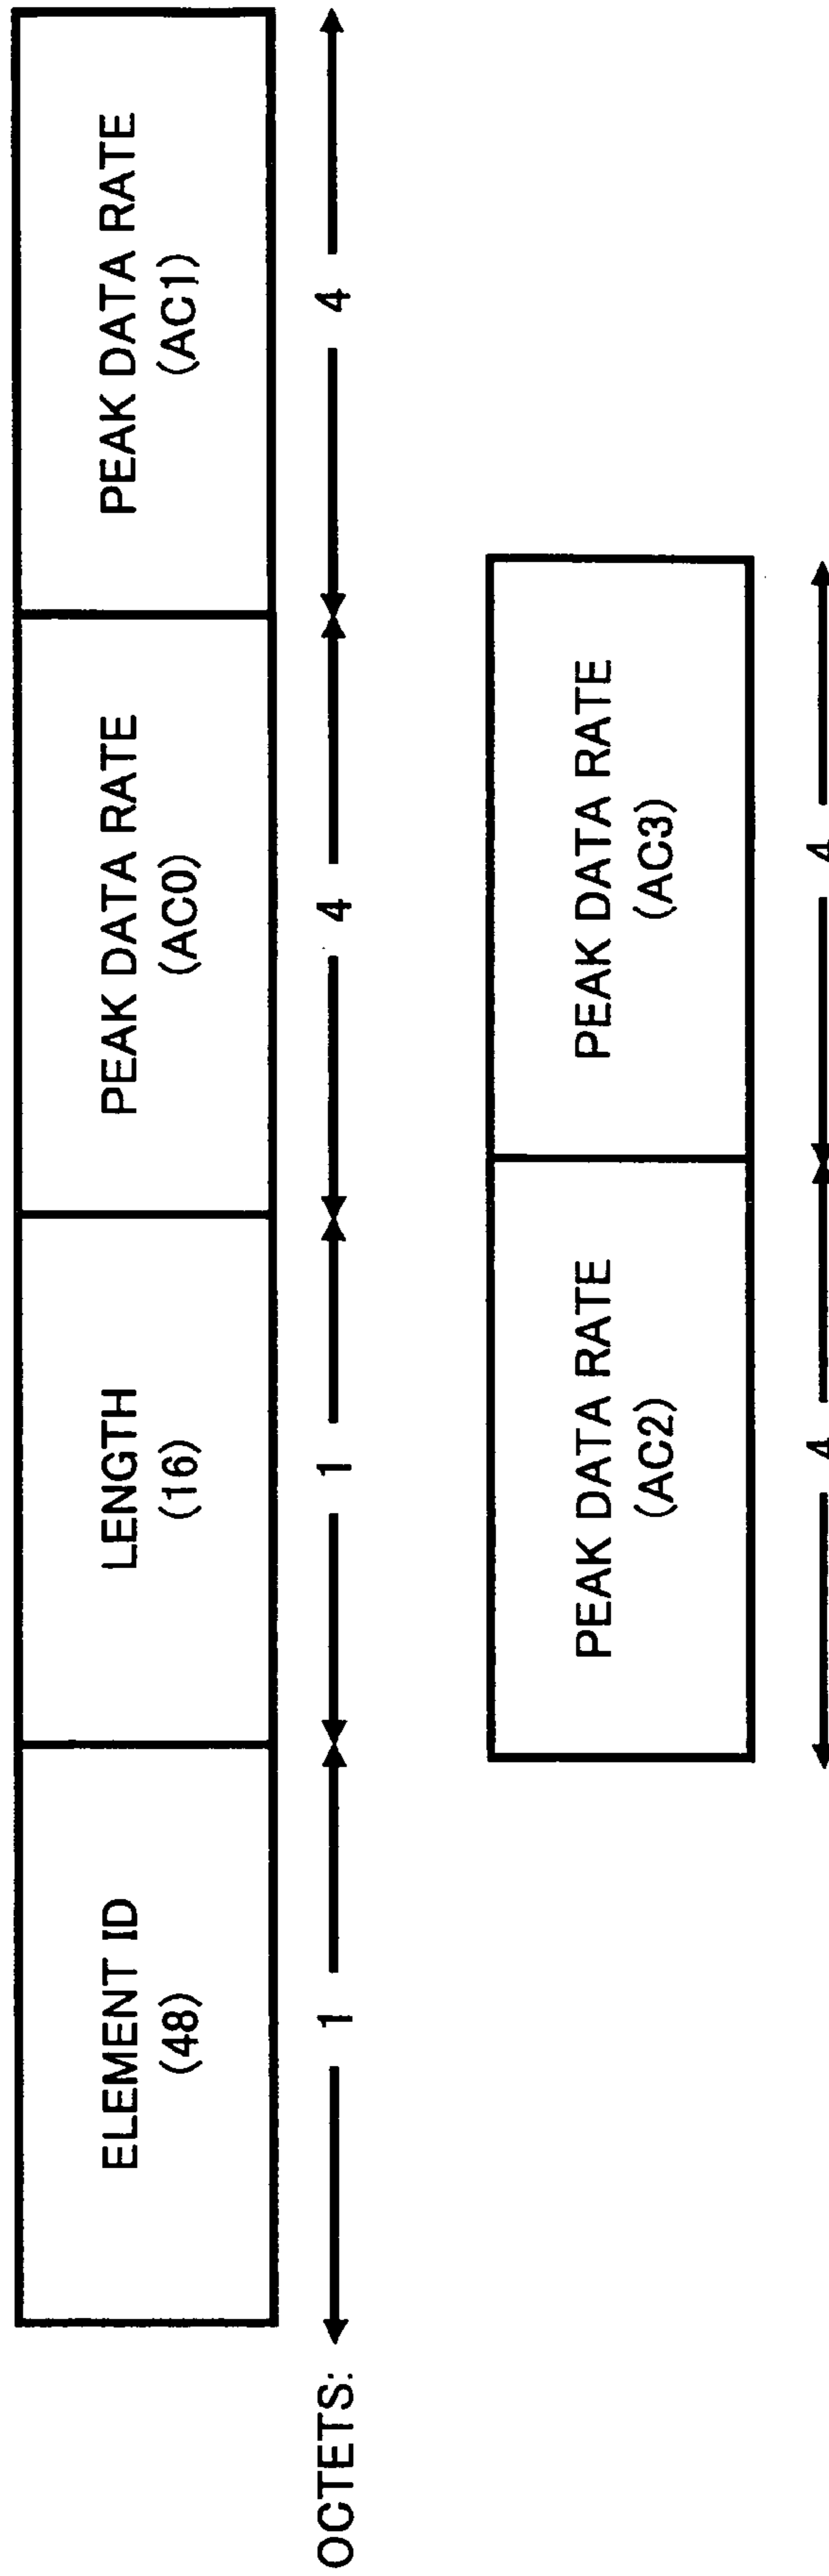 ELEMENT ID
(48)
LENGTH
(16)
PEAK DATA RATE
(AC0)
PEAK DATA RATE
(AC1)
OCTETS:
1
1
4
4
PEAK DATA RATE
(AC2)
PEAK DATA RATE
(AC3)
4
4